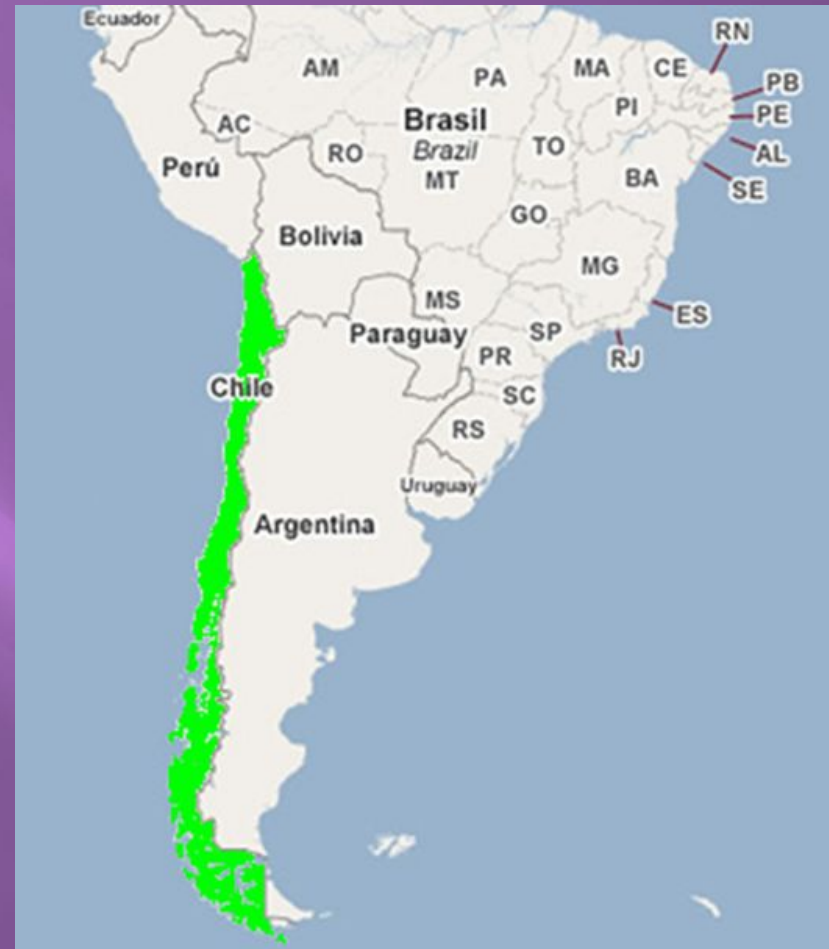 Ecuador
RN
AM
PA
MA
CE
PB
PI
PE
AC
Brasil
Brazil
RO
TO
AL
Perú
MT
BA
SE
GO
Bolivia
MG
MS
ES
Paraguay
SP
PR
RJ
Chile
SC
RS
Uruguay
Argentina